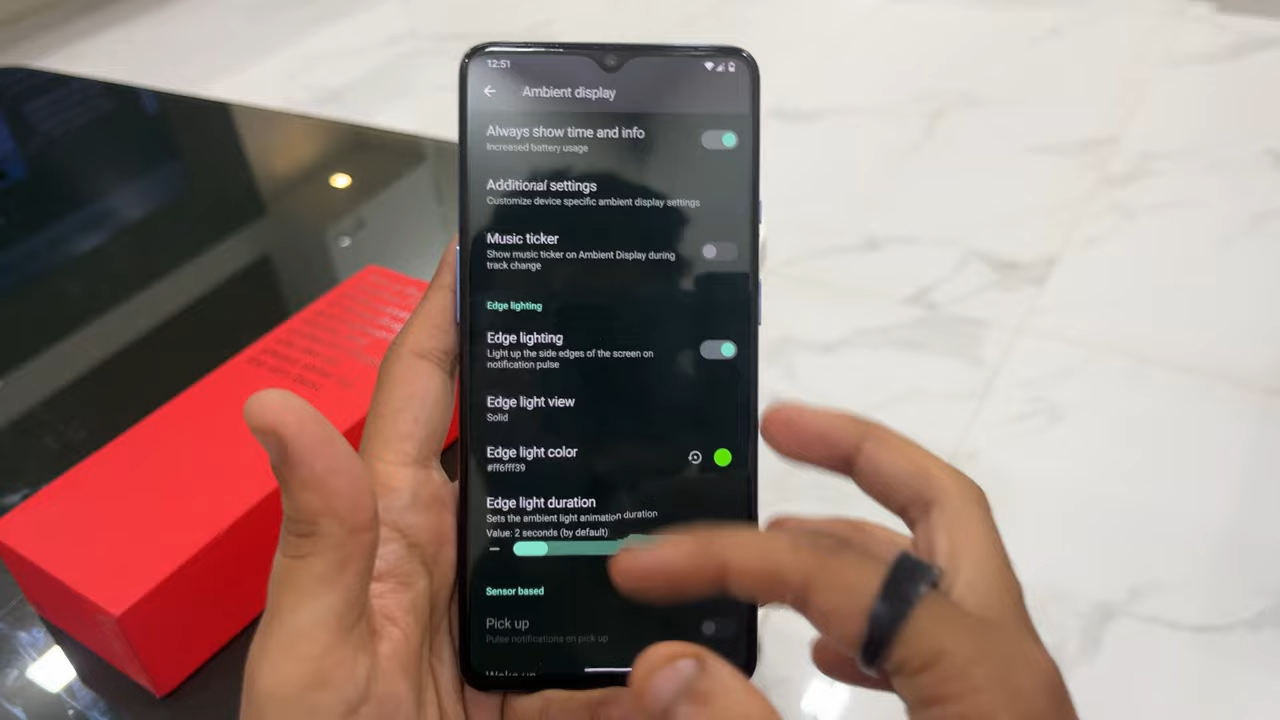 12:51
Ambient display
Always show time and info
Increased battery usage
Additional settings
Customize device specific ambient display settings
Music ticker
Show music ticker on Ambient Display during
track change
Edge lighting
Edge lighting
Light up the side edges of the screen on
notification pulse
Edge light view
Solid
Edge light color
#ff6fff39
Edge light duration
Sets the ambient light animation duration
Value: 2 seconds (by default)
Sensor based
Pick up
Pulse notifications on pick up
Wake up